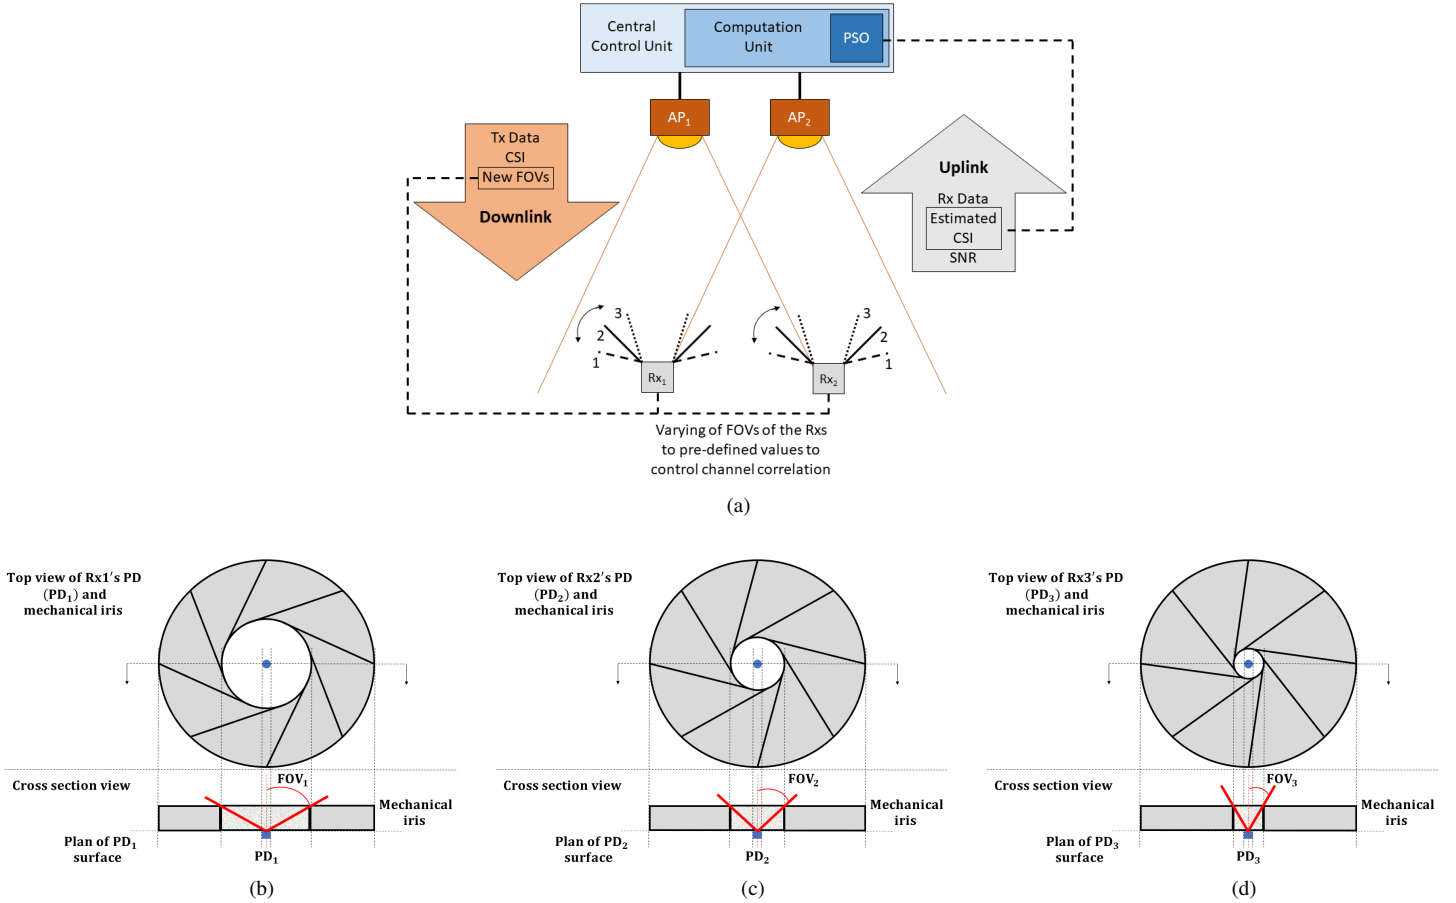 Central
Control Unit
Computation
Unit
PSO
AP1
AP2
Tx Data
CSI
New FOVs
Downlink
Uplink
Rx Data
Estimated
CSI
SNR
3
2
1
Rx1
3
2
1
Rx2
Varying of FOVs of the Rxs
to pre-defined values to
control channel correlation
(a)
Top view of Rx1's PD
(PD1) and
mechanical iris
Cross section view
FOV1
Mechanical
iris
Plan of PD1
surface
PD1
(b)
Top view of Rx2's PD
(PD2) and
mechanical iris
Cross section view
FOV2
Mechanical
iris
Plan of PD2
surface
PD2
(c)
Top view of Rx3's PD
(PD3) and
mechanical iris
Cross section view
FOV3
Mechanical
iris
Plan of PD3
surface
PD3
(d)